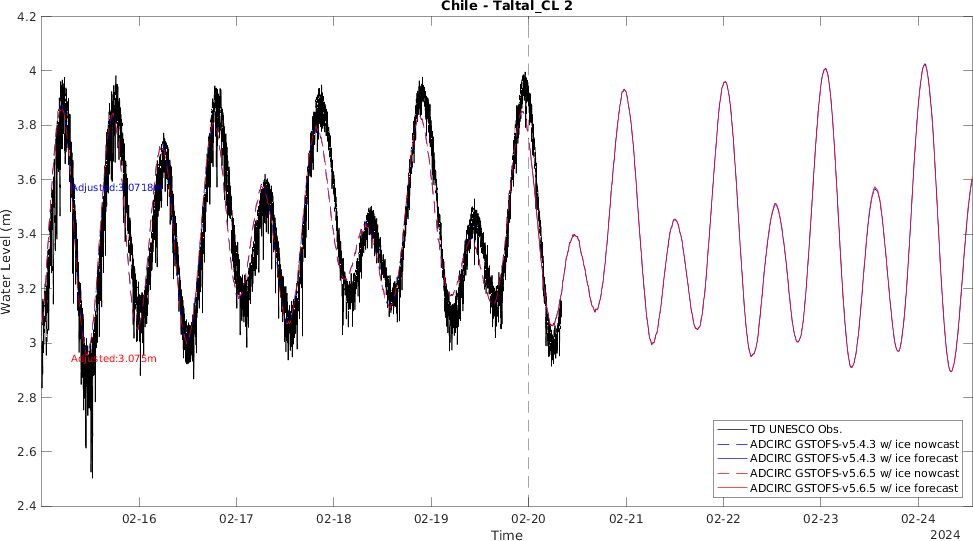 Chile - Taltal_CL 2
4.2
4
3.8
3.6
3.4
3.2
3
2.8
2.6
2.4
Water Level (m)
Adjusted:3.0718m
Adjusted:3.075m
TD UNESCO Obs.
ADCIRC GSTOFS-v5.4.3 w/ ice nowcast
ADCIRC GSTOFS-v5.4.3 w/ ice forecast
ADCIRC GSTOFS-v5.6.5 w/ ice nowcast
ADCIRC GSTOFS-v5.6.5 w/ ice forecast
02-16 02-17 02-18 02-19 02-20 02-21 02-22 02-23 02-24
Time
2024